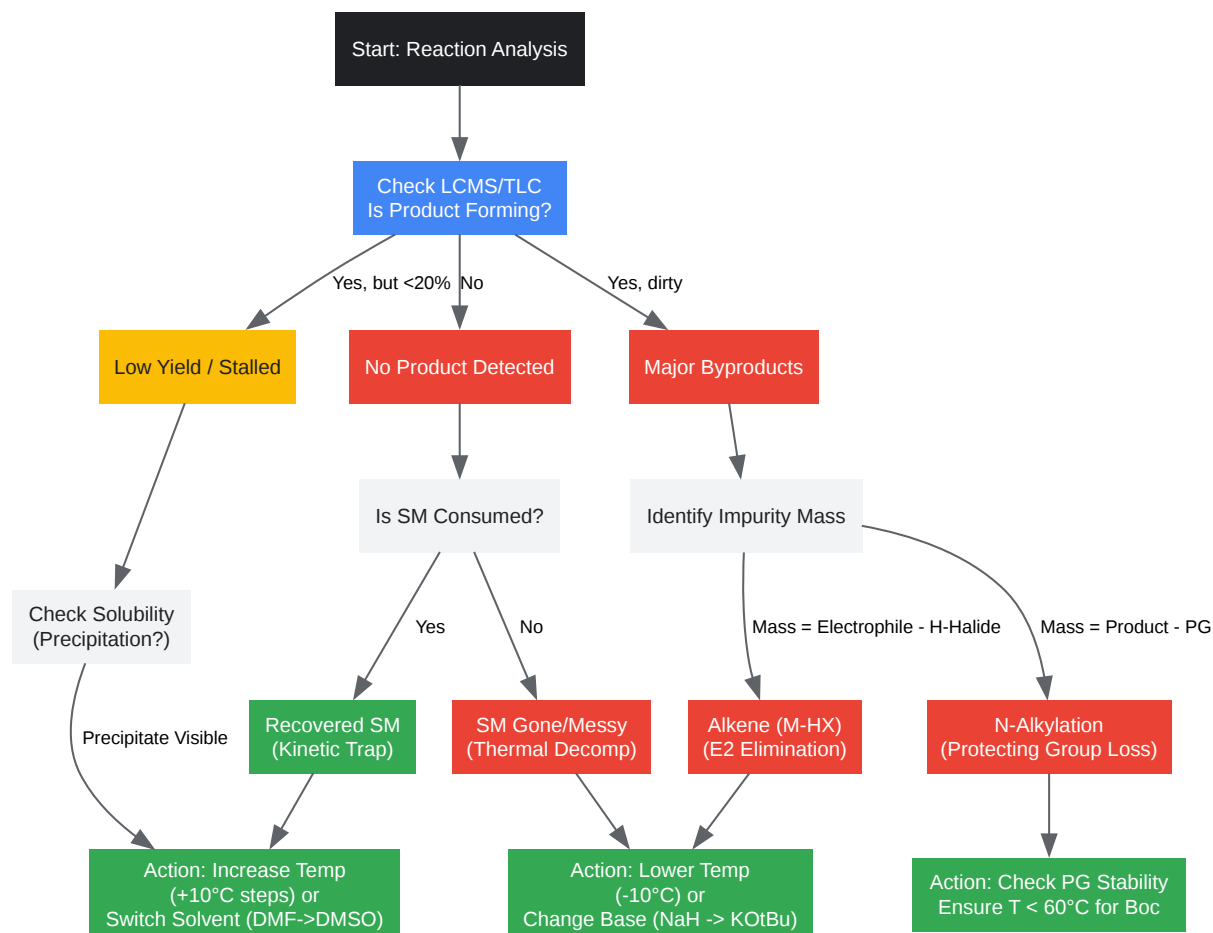 Start: Reaction Analysis
Check LCMS/TLC
Is Product Forming?
Yes, but <20%
No
Yes, dirty
Low Yield / Stalled
No Product Detected
Major Byproducts
Is SM Consumed?
Identify Impurity Mass
Check Solubility
(Precipitation?)
Yes
No
Mass = Electrophile - H-Halide
Mass = Product - PG
Precipitate Visible
Recovered SM
(Kinetic Trap)
SM Gone/Messy
(Thermal Decomp)
Alkene (M-HX)
(E2 Elimination)
N-Alkylation
(Protecting Group Loss)
Action: Increase Temp
(+10°C steps) or
Switch Solvent (DMF->DMSO)
Action: Lower Temp
(-10°C) or
Change Base (NaH -> KOtBu)
Action: Check PG Stability
Ensure T < 60°C for Boc